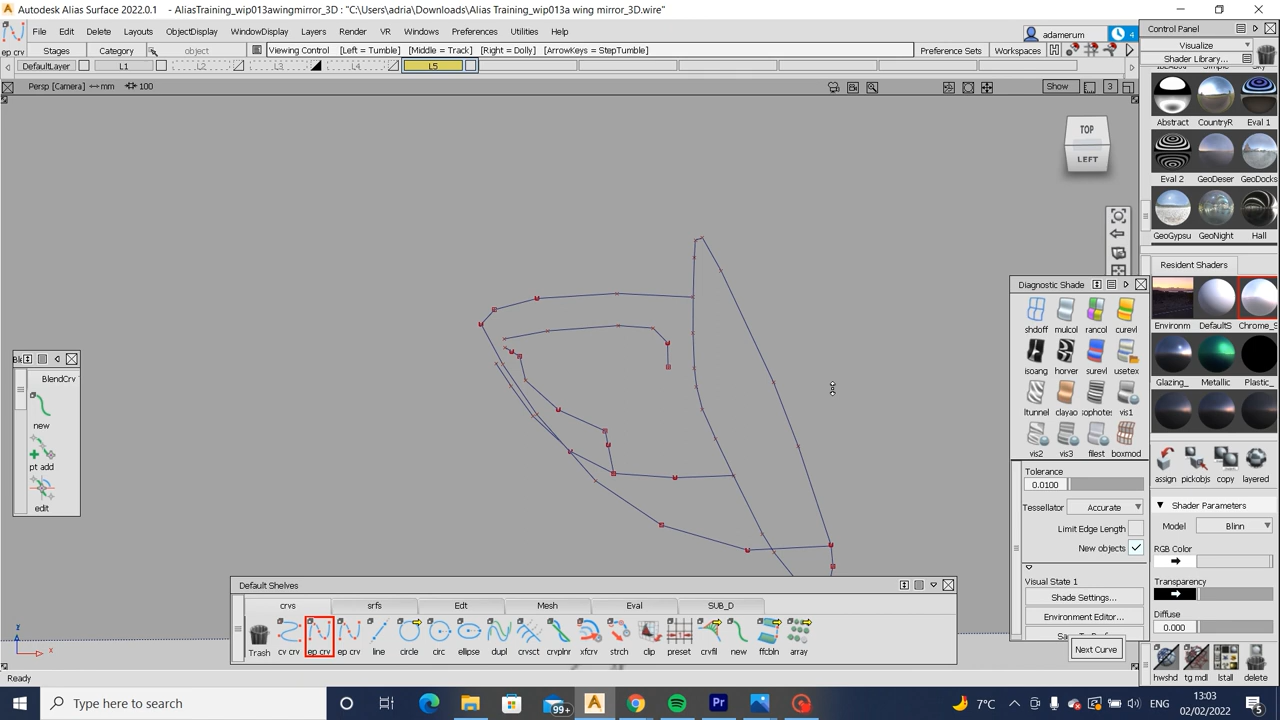 Autodesk Alias Surface 2022.0.1 - AliasTraining_wip013awingmirror_3D : "C:\Users\adria\Downloads\Alias Training_wip013a wing mirror_3D.wire"
File Edit Delete Layouts ObjectDisplay WindowDisplay Layers Canvas Render VR Windows Preferences Utilities Help
adamerum 4
Control Panel
ep crv
Stages Category object Viewing Control [Left = Tumble] [Middle = Track] [Right = Dolly] [ArrowKeys = StepTumble] Preference Sets Workspaces
Visualize
Shader Library...
DefaultLayer L1 L2 L3 L4 L5
Persp [Camera] <-> mm 100 Show 3
Abstract CountryR Eval 1
TOP
LEFT
Eval 2 GeoDeser GeoDocks
GeoGypsu GeoNight Hall
Resident Shaders
Diagnostic Shade
Environm DefaultS Chrome_S
shdoff mulcol rancol curevl
isoang horver surevl usetex
Glazing_ Metallic Plastic_
ltunnel clayao sophotes vis1
vis2 vis3 filest boxmod
BlendCrv
new
pt add
edit
assign pickobjs copy layered
Tolerance
0.0100
Tessellator Accurate
Limit Edge Length
New objects
Shader Parameters
Model Blinn
RGB Color
Transparency
Diffuse
0.000
Visual State 1
Shade Settings...
Environment Editor...
Next Curve
Default Shelves
crvs srfs Edt Mesh Eval SUB_D
Trash cv crv ep crv ep crv line circle circle ellipse dupl crvsct crvplnr xfcrv strch clip preset crvfil new ffcbln array
hwshd tg mdl lstall delete
Ready
Type here to search
99+
Pr
7°C
ENG
13:03
02/02/2022